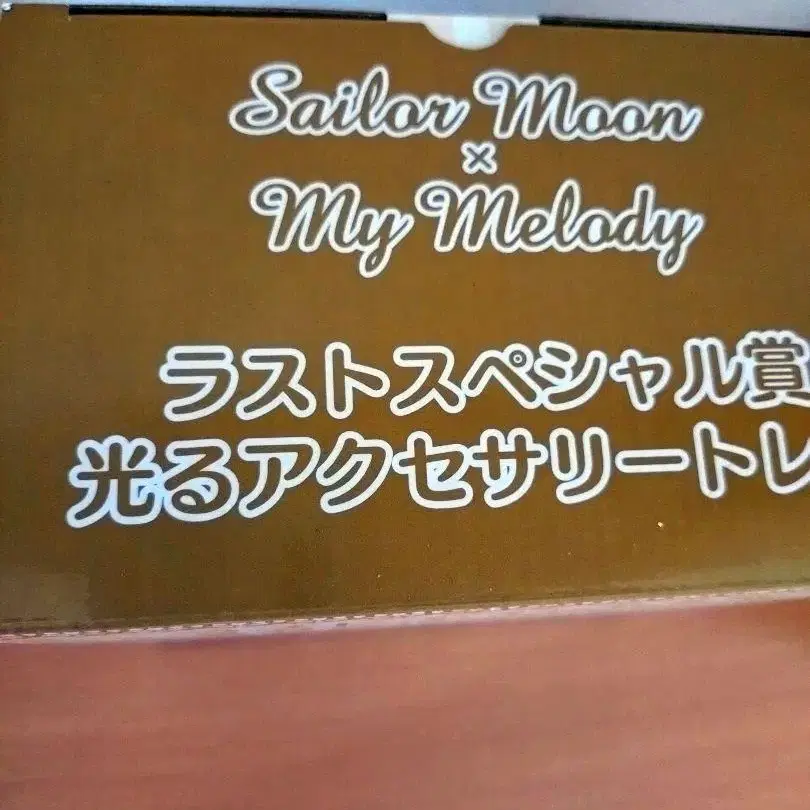 Sailor Moon
×
My Melody
ラストスペシャル賞
光るアクセサリートレ